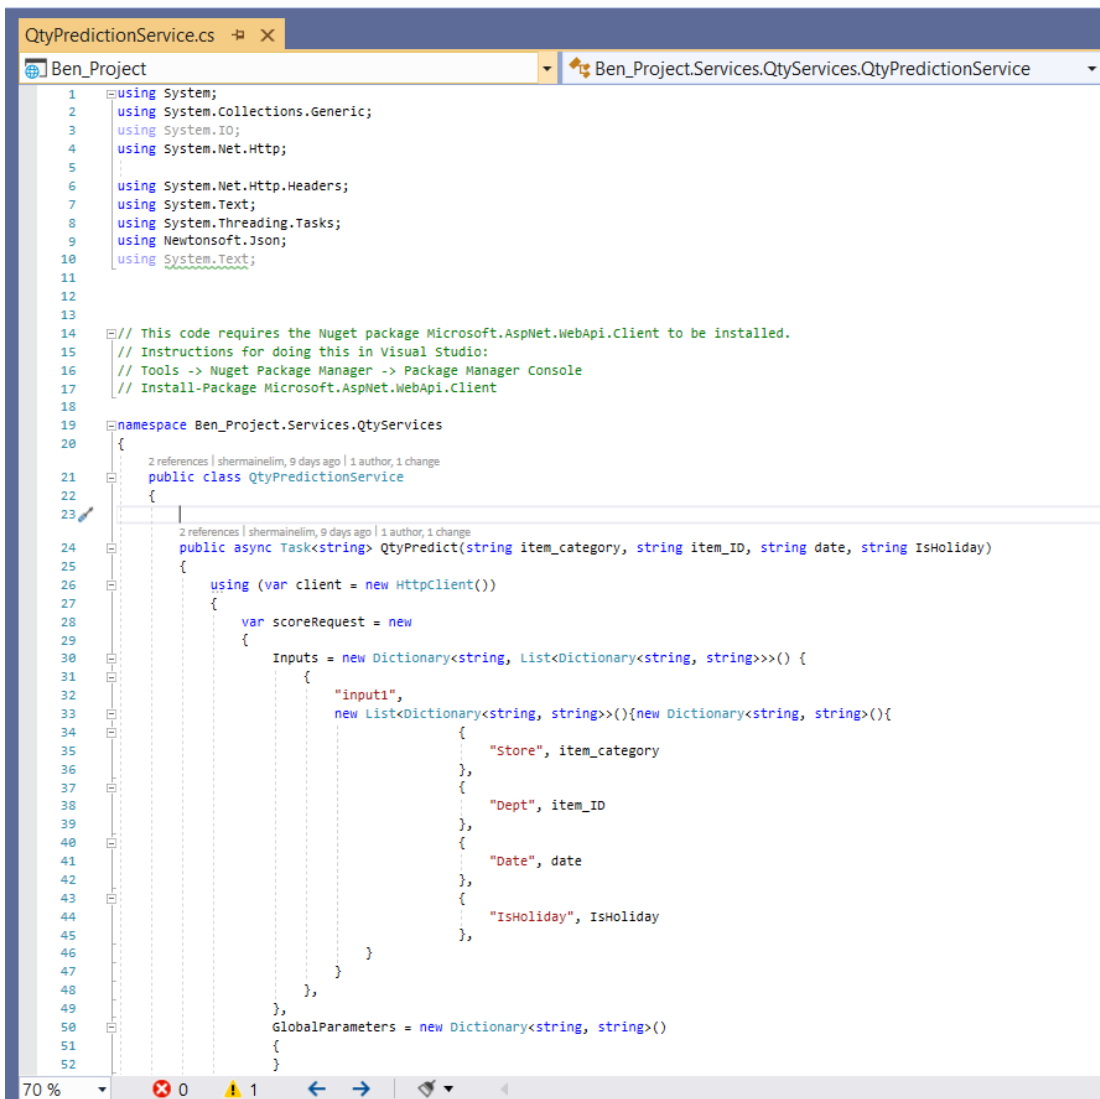 QtyPredictionService.cs
Ben_Project Ben_Project.Services.QtyServices.QtyPredictionService
1 using System;
2 using System.Collections.Generic;
3 using System.IO;
4 using System.Net.Http;
5
6 using System.Net.Http.Headers;
7 using System.Text;
8 using System.Threading.Tasks;
9 using Newtonsoft.Json;
10 using System.Text;
11
12
13
14 // This code requires the Nuget package Microsoft.AspNet.WebApi.Client to be installed.
15 // Instructions for doing this in Visual Studio:
16 // Tools -> Nuget Package Manager -> Package Manager Console
17 // Install-Package Microsoft.AspNet.WebApi.Client
18
19 namespace Ben_Project.Services.QtyServices
20 {
2 references | shermainelim, 9 days ago | 1 author, 1 change
21 public class QtyPredictionService
22 {
23
2 references | shermainelim, 9 days ago | 1 author, 1 change
24 public async Task<string> QtyPredict(string item_category, string item_ID, string date, string IsHoliday)
25 {
26 using (var client = new HttpClient())
27 {
28 var scoreRequest = new
29 {
30 Inputs = new Dictionary<string, List<Dictionary<string, string>>>() {
31 {
32 "input1",
33 new List<Dictionary<string, string>>(){new Dictionary<string, string>(){
34 {
35 "Store", item_category
36 },
37 {
38 "Dept", item_ID
39 },
40 {
41 "Date", date
42 },
43 {
44 "IsHoliday", IsHoliday
45 },
46 }
47 }
48 },
49 },
50 GlobalParameters = new Dictionary<string, string>()
51 {
52 }
70 % 0 1